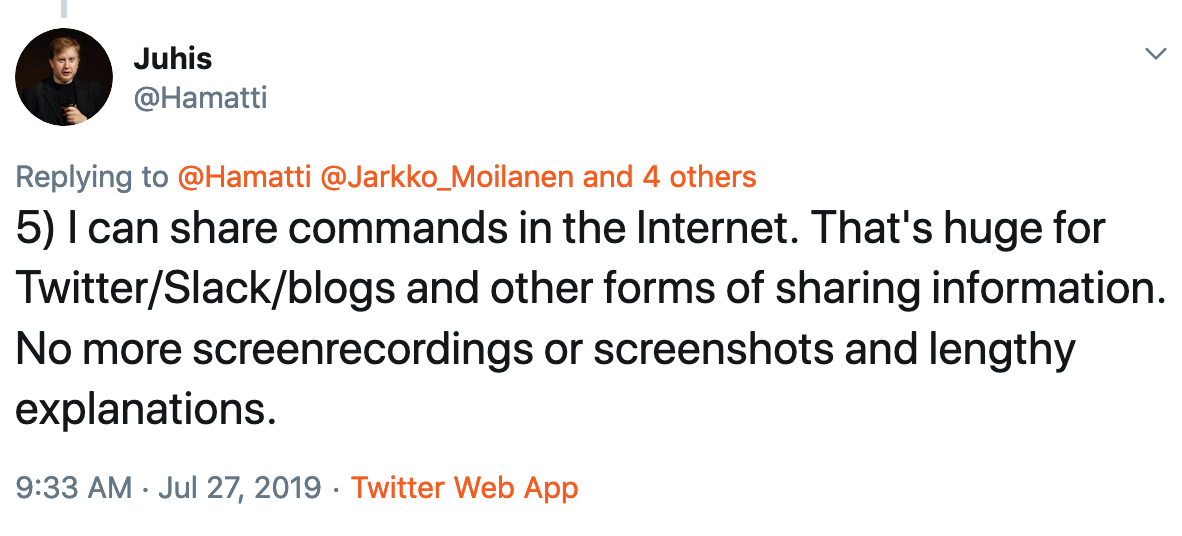 Juhis
@Hamatti
Replying to @Hamatti @Jarkko_Moilanen and 4 others
5) I can share commands in the Internet. That's huge for
Twitter/Slack/blogs and other forms of sharing information.
No more screenrecordings or screenshots and lengthy
explanations.
9:33 AM · Jul 27, 2019 · Twitter Web App